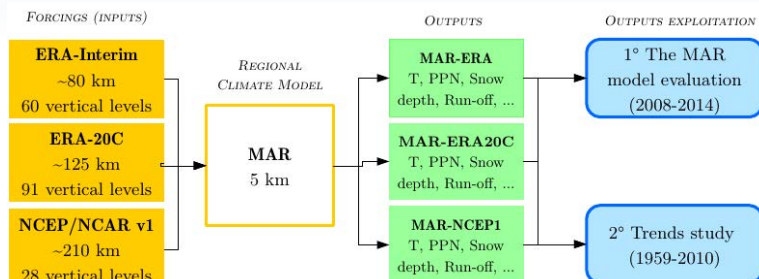 FORCINGS (INPUTS)
ERA-Interim
~80 km
60 vertical levels
ERA-20C
~125 km
91 vertical levels
NCEP/NCAR v1
~210 km
28 vertical levels
REGIONAL
CLIMATE MODEL
MAR
5 km
OUTPUTS
MAR-ERA
T, PPN, Snow
depth, Run-off, ...
MAR-ERA20C
T, PPN, Snow
depth, Run-off, ...
MAR-NCEP1
T, PPN, Snow
depth, Run-off, ...
OUTPUTS EXPLOITATION
1° The MAR
model evaluation
(2008-2014)
2° Trends study
(1959-2010)